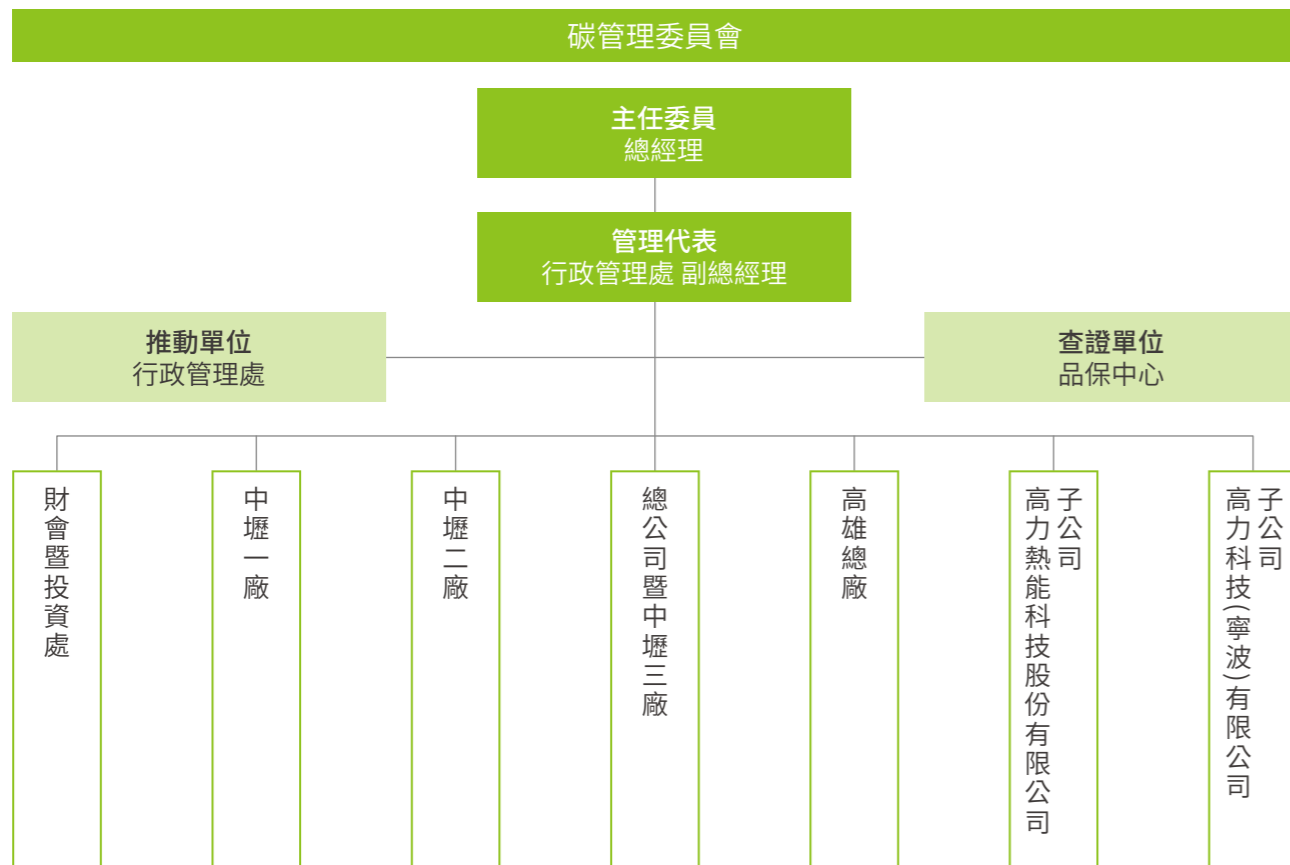 碳管理委員會
主任委員
總經理
管理代表
行政管理處 副總經理
推動單位
行政管理處
查證單位
品保中心
財會暨投資處
中壢一廠
中壢二廠
總公司暨中壢三廠
高雄總廠
子公司
高力熱能科技股份有限公司
子公司
高力科技(寧波)有限公司